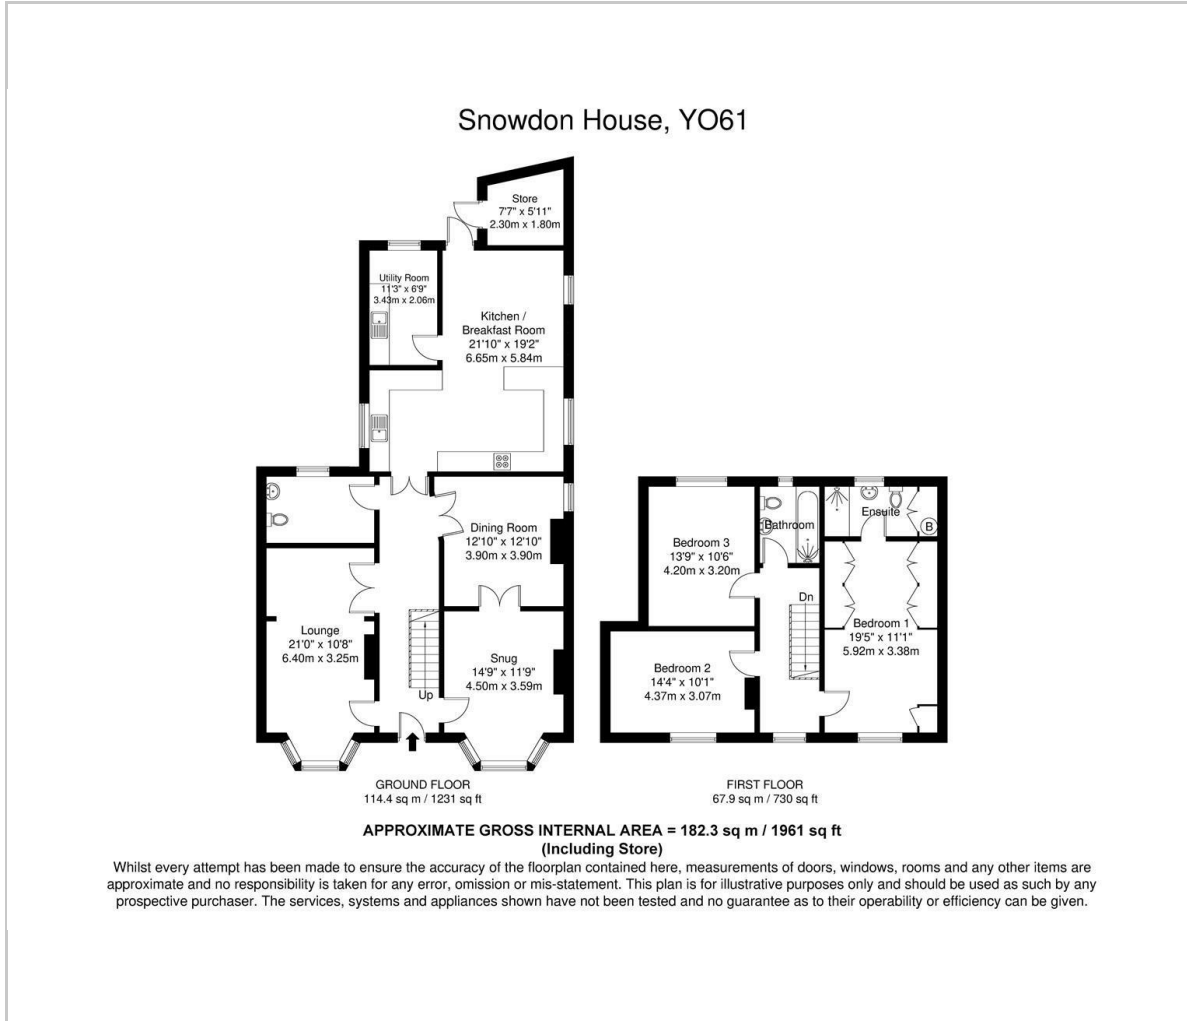 Snowdon House, YO61
Store
7'7" x 5'11"
2.30m x 1.80m
Utility Room
11'3" x 6'9"
3.43m x 2.06m
Kitchen /
Breakfast Room
21'10" x 19'2"
6.65m x 5.84m
Dining Room
12'10" x 12'10"
3.90m x 3.90m
Lounge
21'0" x 10'8"
6.40m x 3.25m
Snug
14'9" x 11'9"
4.50m x 3.59m
Up
GROUND FLOOR
114.4 sq m / 1231 sq ft
Bathroom
Ensuite
B
Bedroom 3
13'9" x 10'6"
4.20m x 3.20m
Dn
Bedroom 1
19'5" x 11'1"
5.92m x 3.38m
Bedroom 2
14'4" x 10'1"
4.37m x 3.07m
FIRST FLOOR
67.9 sq m / 730 sq ft
APPROXIMATE GROSS INTERNAL AREA = 182.3 sq m / 1961 sq ft
(Including Store)
Whilst every attempt has been made to ensure the accuracy of the floorplan contained here, measurements of doors, windows, rooms and any other items are
approximate and no responsibility is taken for any error, omission or mis-statement. This plan is for illustrative purposes only and should be used as such by any
prospective purchaser. The services, systems and appliances shown have not been tested and no guarantee as to their operability or efficiency can be given.